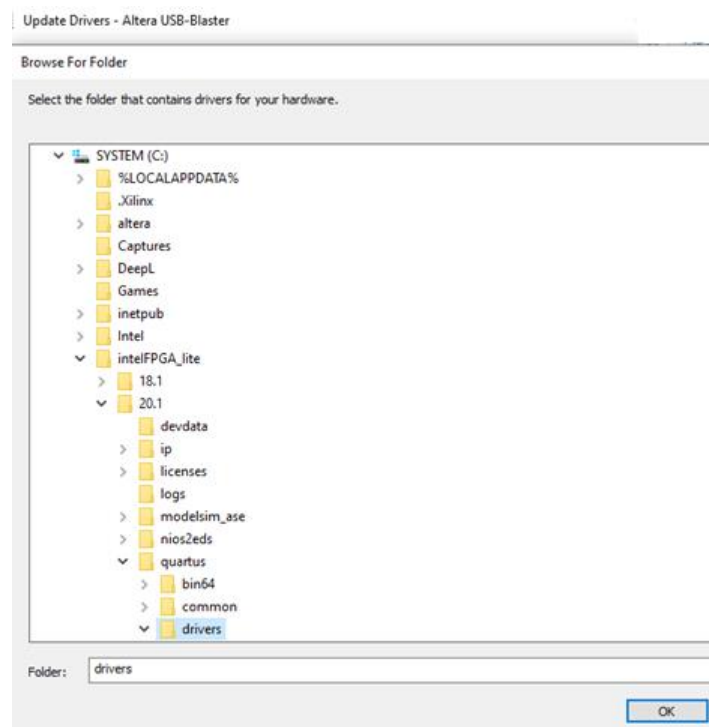 Update Drivers - Altera USB-Blaster
Browse For Folder
Select the folder that contains drivers for your hardware.
SYSTEM (C:)
%LOCALAPPDATA%
.Xilinx
altera
Captures
DeepL
Games
inetpub
Intel
intelFPGA_lite
18.1
20.1
devdata
ip
licenses
logs
modelsim_ase
nios2eds
quartus
bin64
common
drivers
Folder: drivers
OK